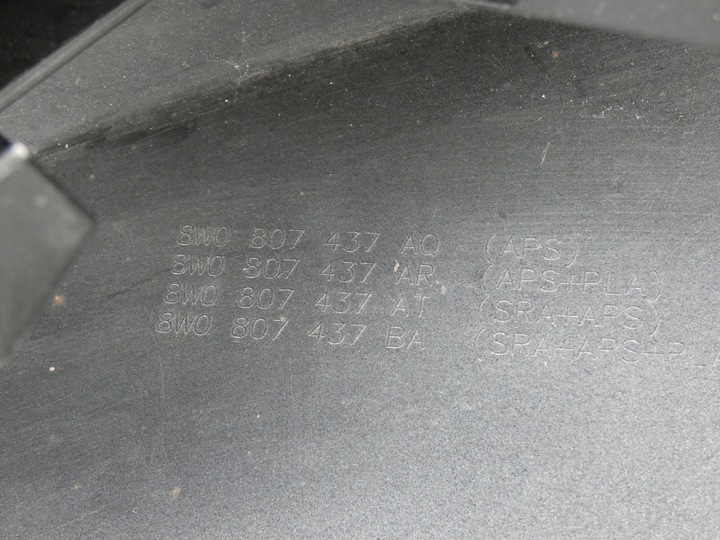 8W0 807 437 AQ (APS)
8W0 807 437 AR (APS+PLA)
8W0 807 437 AT (SRA+APS)
8W0 807 437 BA (SRA+APS+P